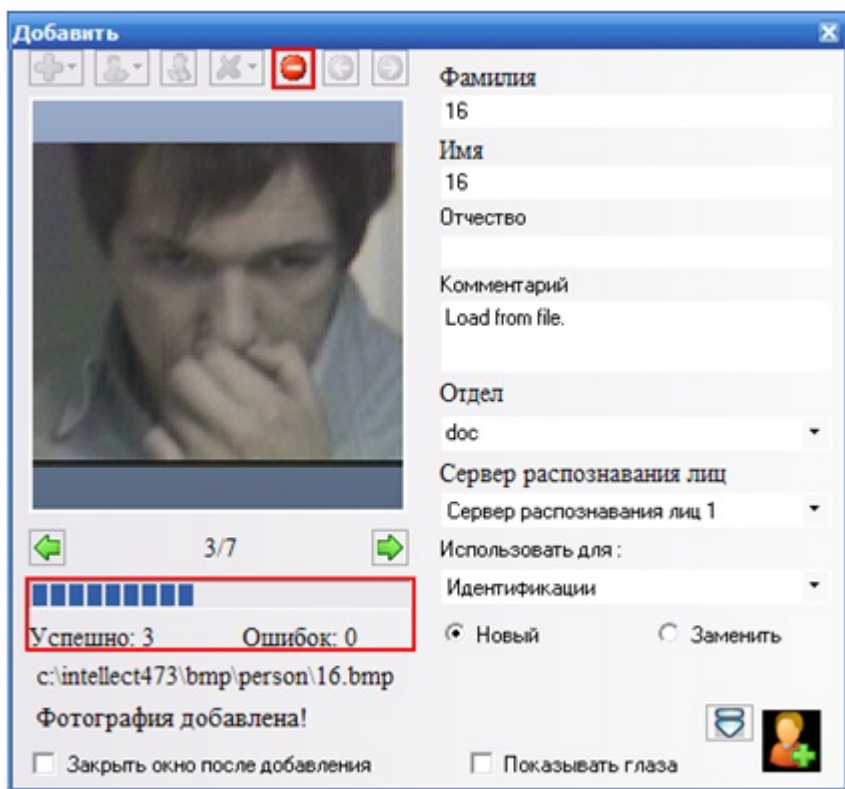 Добавить
Фамилия
16
Имя
16
Отчество
Комментарий
Load from file.
Отдел
doc
Сервер распознавания лиц
Сервер распознавания лиц 1
3/7
Использовать для :
Идентификации
Успешно: 3 Ошибок: 0
Новый Заменить
c:\intellect473\bmp\person\16.bmp
Фотография добавлена!
Закрыть окно после добавления
Показывать глаза